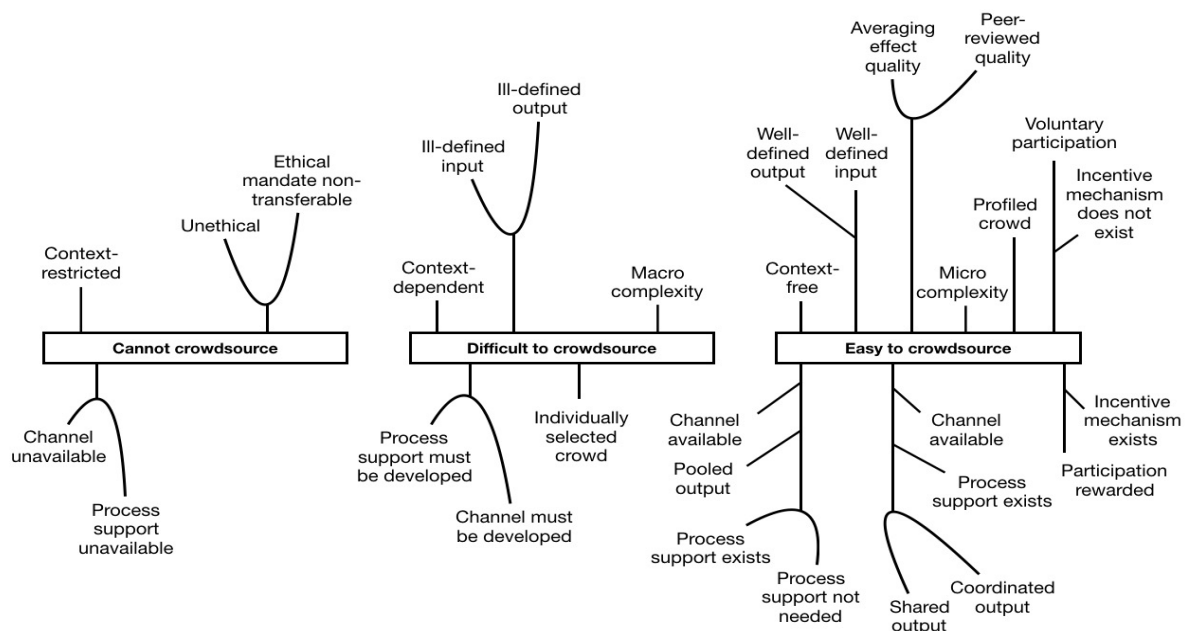 Averaging
effect
quality
Peer-
reviewed
quality
Ill-defined
output
Ill-defined
input
Well-
defined
output
Well-
defined
input
Voluntary
participation
Incentive
mechanism
does not
exist
Ethical
mandate non-
transferable
Unethical
Profiled
crowd
Context-
restricted
Context-
dependent
Macro
complexity
Context-
free
Micro
complexity
Cannot crowdsource
Difficult to crowdsource
Easy to crowdsource
Channel
unavailable
Process
support
unavailable
Process
support must
be developed
Channel must
be developed
Individually
selected
crowd
Channel
available
Pooled
output
Process
support exists
Process
support not
needed
Channel
available
Process
support exists
Shared
output
Coordinated
output
Incentive
mechanism
exists
Participation
rewarded